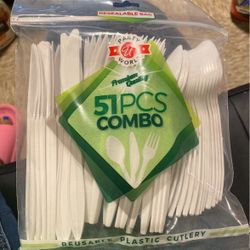 RESEALABLE BAG
PARTY
WORLD
Premium Quality
51PCS
COMBO
REUSABLE PLASTIC CUTLERY